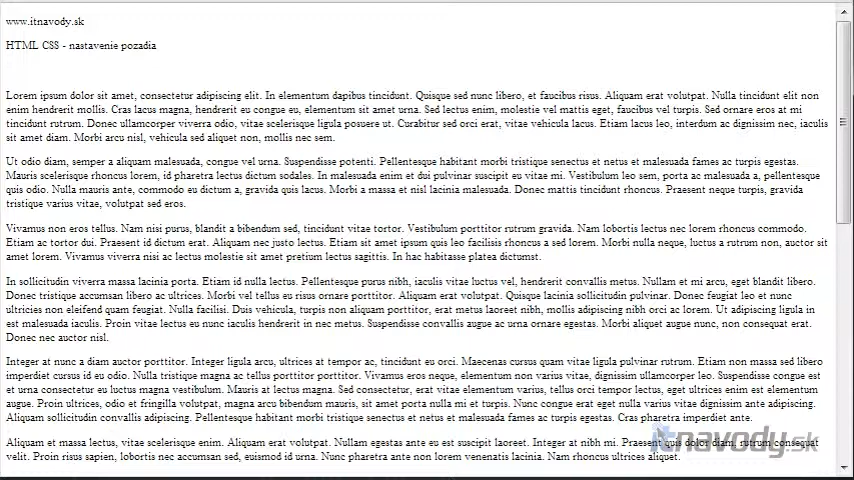 www.itnavody.sk
HTML CSS - nastavenie pozadia
Lorem ipsum dolor sit amet, consectetur adipiscing elit. In elementum dapibus tincidunt. Quisque sed nunc libero, et faucibus risus. Aliquam erat volutpat. Nulla tincidunt elit non
enim hendrerit mollis. Cras lacus magna, hendrerit eu congue eu, elementum sit amet urna. Sed lectus enim, molestie vel mattis eget, faucibus vel turpis. Sed ornare eros at mi
tincidunt rutrum. Donec ullamcorper viverra odio, vitae scelerisque ligula posuere ut. Curabitur sed orci erat, vitae vehicula lacus. Etiam lacus leo, interdum ac dignissim nec, iaculis
sit amet diam. Morbi arcu nisl, vehicula sed aliquet non, mollis nec sem.
Ut odio diam, semper a aliquam malesuada, congue vel urna. Suspendisse potenti. Pellentesque habitant morbi tristique senectus et netus et malesuada fames ac turpis egestas.
Mauris scelerisque rhoncus lorem, id pharetra lectus dictum sodales. In malesuada enim et dui pulvinar suscipit eu vitae mi. Vestibulum leo sem, porta ac malesuada a, pellentesque
quis odio. Nulla mauris ante, commodo eu dictum a, gravida quis lacus. Morbi a massa et nisl lacinia malesuada. Donec mattis tincidunt rhoncus. Praesent neque turpis, gravida
tristique varius vitae, volutpat sed eros.
Vivamus non eros tellus. Nam nisi purus, blandit a bibendum sed, tincidunt vitae tortor. Vestibulum porttitor rutrum gravida. Nam lobortis lectus nec lorem rhoncus commodo.
Etiam ac tortor dui. Praesent id dictum erat. Aliquam nec justo lectus. Etiam sit amet ipsum quis leo facilisis rhoncus a sed lorem. Morbi nulla neque, luctus a rutrum non, auctor sit
amet lorem. Vivamus viverra nisi ac lectus molestie sit amet pretium lectus sagittis. In hac habitasse platea dictumst.
In sollicitudin viverra massa lacinia porta. Etiam id nulla lectus. Pellentesque purus nibh, iaculis vitae luctus vel, hendrerit convallis metus. Nullam et mi arcu, eget blandit libero.
Donec tristique accumsan libero ac ultrices. Morbi vel tellus eu risus ornare porttitor. Aliquam erat volutpat. Quisque lacinia sollicitudin pulvinar. Donec feugiat leo et nunc
ultricies non eleifend quam feugiat. Nulla facilisi. Duis vehicula, turpis non aliquam porttitor, erat metus laoreet nibh, mollis adipiscing nibh orci ac lorem. Ut adipiscing ligula in
est malesuada iaculis. Proin vitae lectus eu nunc iaculis hendrerit in nec metus. Suspendisse convallis augue ac urna ornare egestas. Morbi aliquet augue nunc, non consequat erat.
Donec nec auctor nisl.
Integer at nunc a diam auctor porttitor. Integer ligula arcu, ultrices at tempor ac, tincidunt eu orci. Maecenas cursus quam vitae ligula pulvinar rutrum. Etiam non massa sed libero
imperdiet cursus id eu odio. Nulla tristique magna ac tellus porttitor porttitor. Vivamus eros neque, elementum non varius vitae, dignissim ullamcorper leo. Suspendisse congue est
et urna consectetur eu luctus magna vestibulum. Mauris at lectus magna. Sed consectetur, erat vitae elementum varius, tellus orci tempor lectus, eget ultrices enim est elementum
augue. Proin ultrices, odio et fringilla volutpat, magna arcu bibendum mauris, sit amet porta nulla mi et turpis. Nunc congue erat eget nulla varius vitae dignissim ante adipiscing.
Aliquam sollicitudin convallis adipiscing. Pellentesque habitant morbi tristique senectus et netus et malesuada fames ac turpis egestas. Cras pharetra imperdiet ante.
Aliquam et massa lectus, vitae scelerisque enim. Aliquam erat volutpat. Nullam egestas ante eu est suscipit laoreet. Integer at nibh mi. Praesent quis dolor diam, rutrum consequat
velit. Proin risus sapien, lobortis nec accumsan sed, euismod id urna. Nunc pharetra ante non lorem venenatis lacinia. Nam rhoncus ultrices aliquet.
itnavody.sk